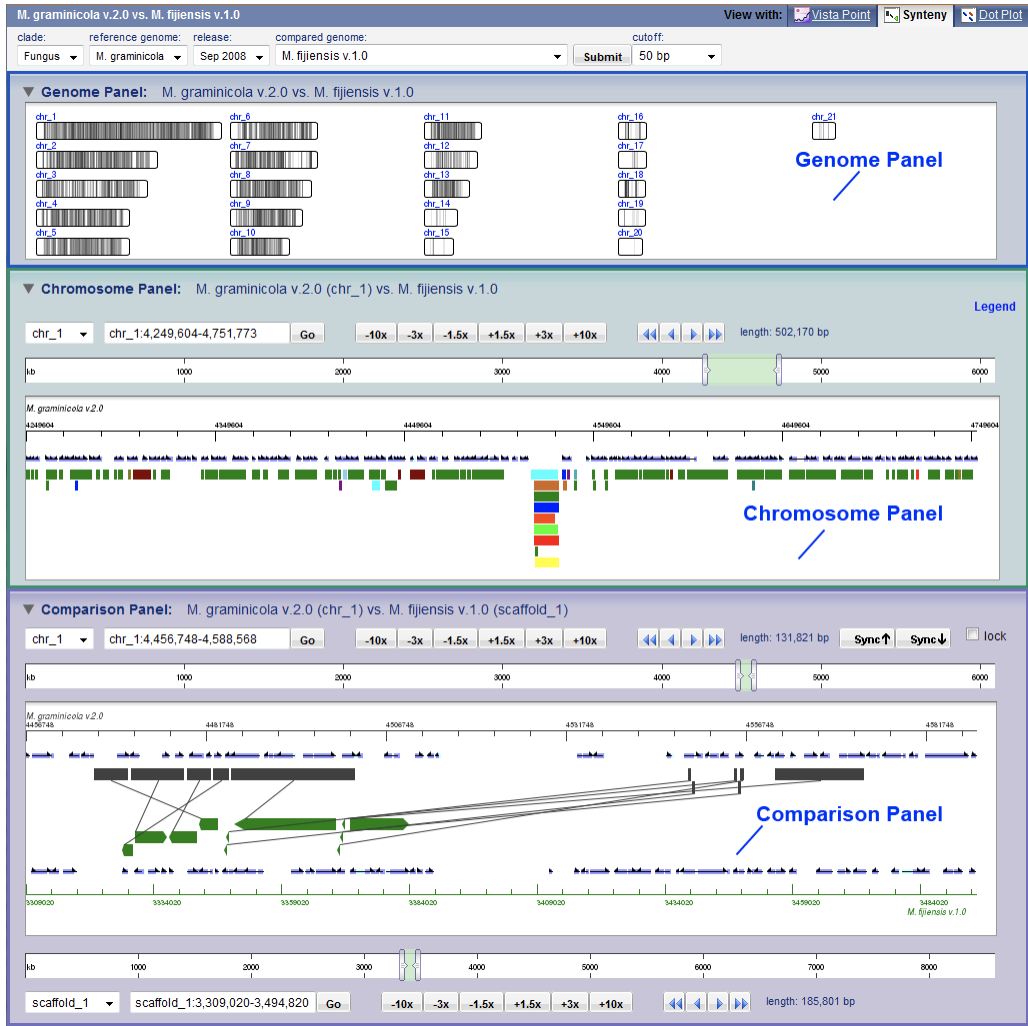 M. graminicola v.2.0 vs. M. fijiensis v.1.0 View with: Vista Point Synteny Dot Plot
clade: reference genome: release: compared genome: cutoff:
Fungus M. graminicola Sep 2008 M. fijiensis v.1.0 Submit 50 bp
Genome Panel: M. graminicola v.2.0 vs. M. fijiensis v.1.0
chr_1 chr_6 chr_11 chr_16 chr_21
chr_2 chr_7 chr_12 chr_17
Genome Panel
chr_3 chr_8 chr_13 chr_18
chr_4 chr_9 chr_14 chr_19
chr_5 chr_10 chr_15 chr_20
Chromosome Panel: M. graminicola v.2.0 (chr_1) vs. M. fijiensis v.1.0
Legend
chr_1 chr_1:4,249,604-4,751,773 Go -10x -3x -1.5x +1.5x +3x +10x length: 502,170 bp
kb 1000 2000 3000 4000 5000 6000
M. graminicola v.2.0
4249604 4349604 4449604 4549604 4649604 4749604
Chromosome Panel
Comparison Panel: M. graminicola v.2.0 (chr_1) vs. M. fijiensis v.1.0 (scaffold_1)
chr_1 chr_1:4,456,748-4,588,568 Go -10x -3x -1.5x +1.5x +3x +10x length: 131,821 bp Sync↑ Sync↓ lock
kb 1000 2000 3000 4000 5000 6000
M. graminicola v.2.0
4456748 4481748 4506748 4531748 4556748 4581748
Comparison Panel
3309020 3334020 3359020 3384020 3409020 3434020 3459020 3484020
M. fijiensis v.1.0
kb 1000 2000 3000 4000 5000 6000 7000 8000
scaffold_1 scaffold_1:3,309,020-3,494,820 Go -10x -3x -1.5x +1.5x +3x +10x length: 185,801 bp